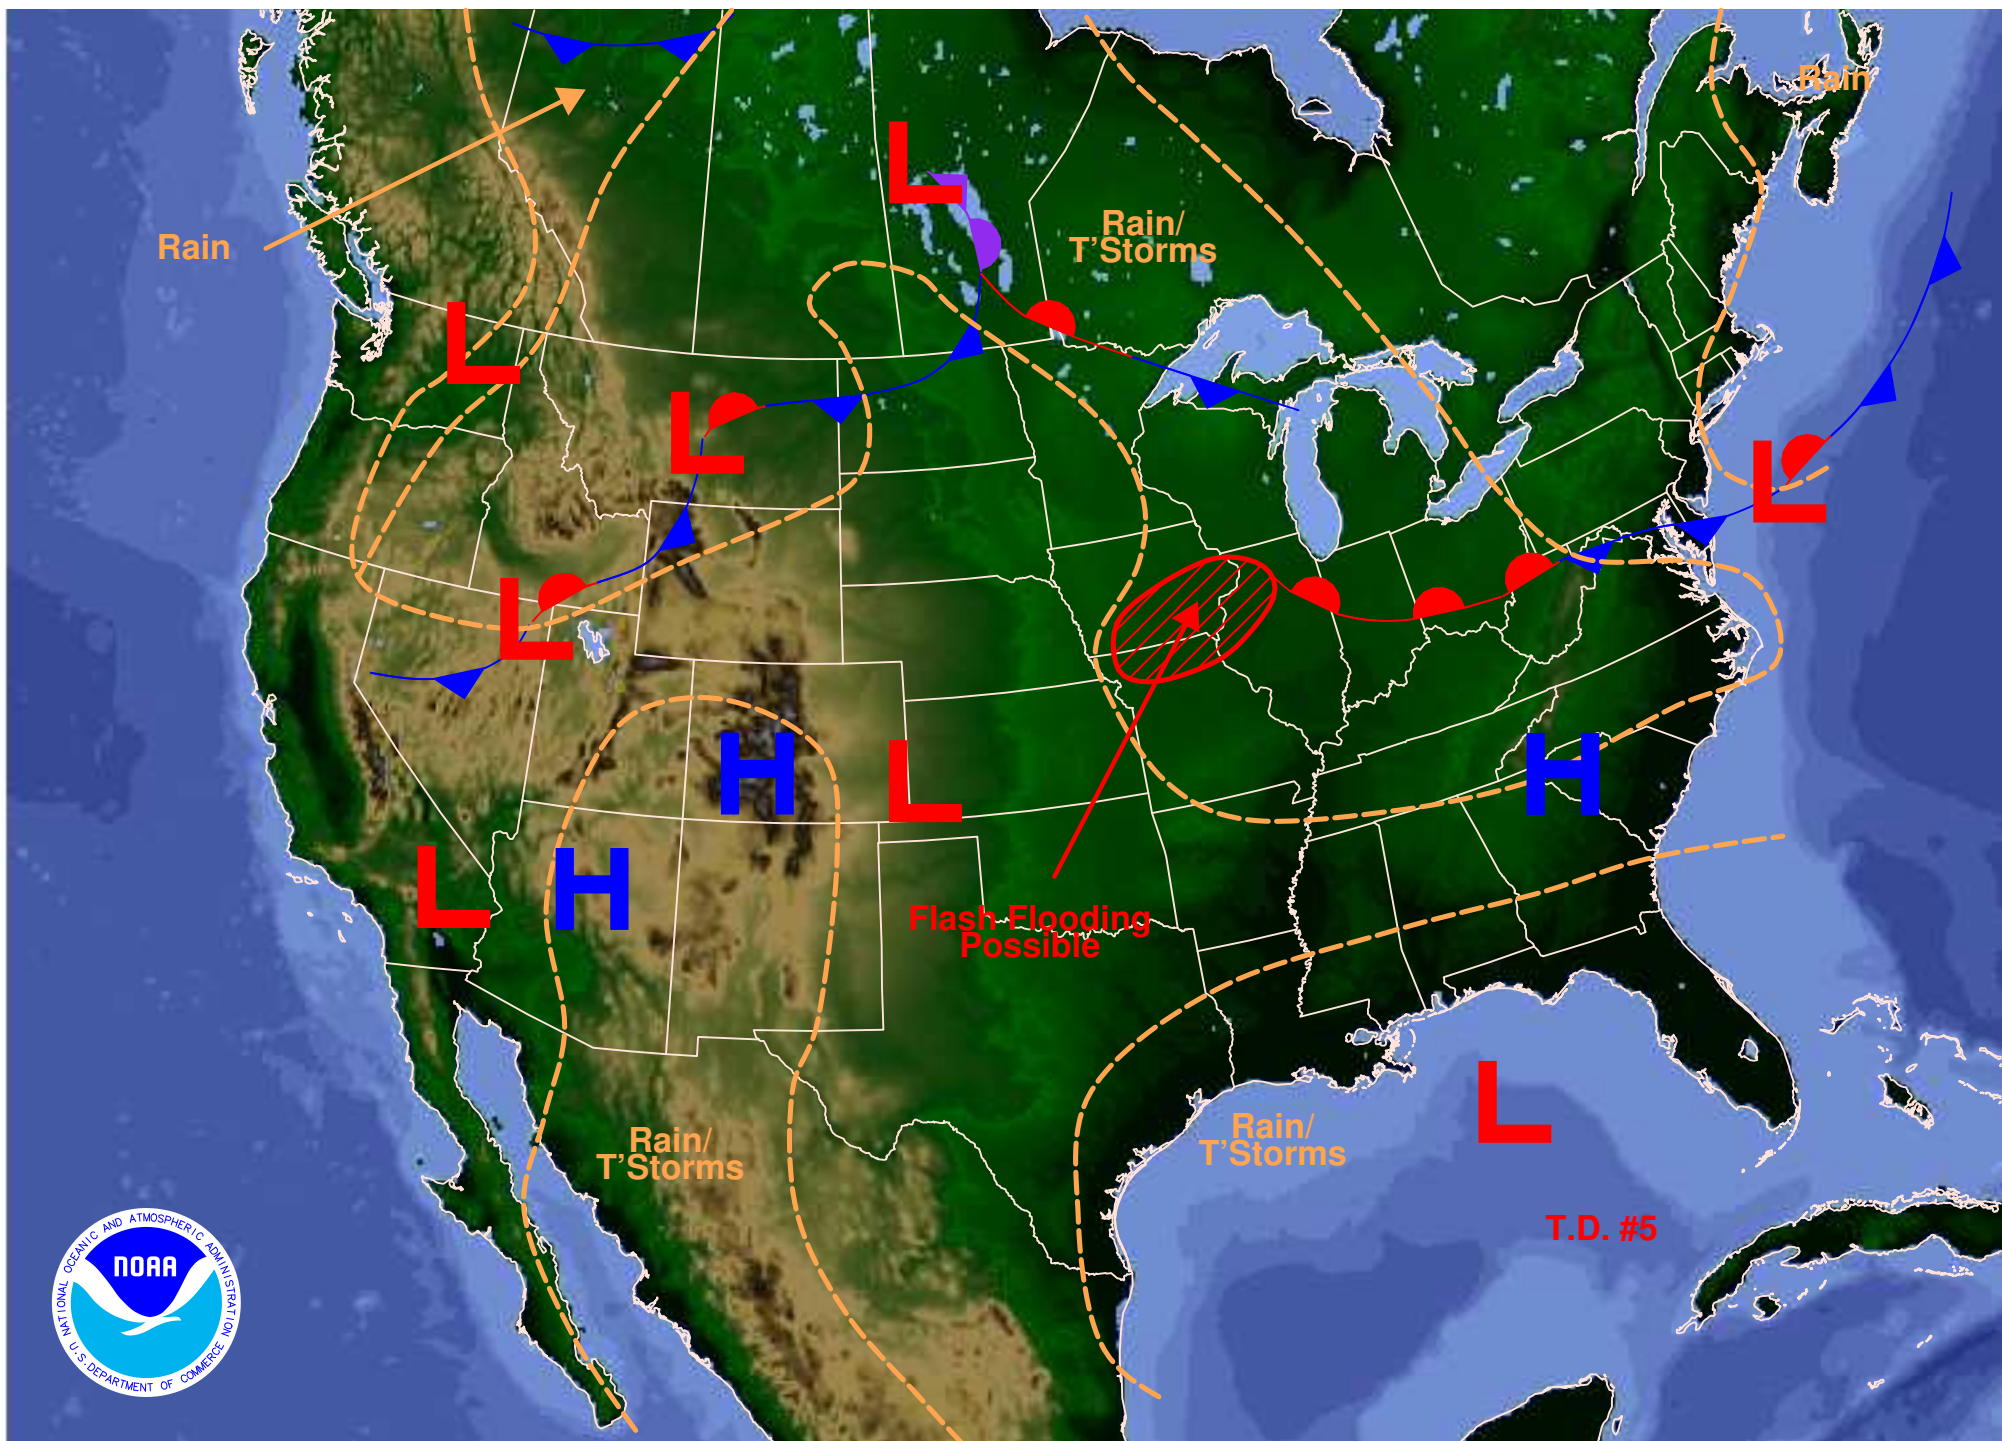 Rain
L
Rain
Rain/
T'Storms
L
L
L
L
H
H
L
H
L
Flash Flooding
Possible
L
Rain/
T'Storms
Rain/
T'Storms
T.D. #5
NATIONAL OCEANIC AND ATMOSPHERIC ADMINISTRATION
NOAA
U.S. DEPARTMENT OF COMMERCE
L